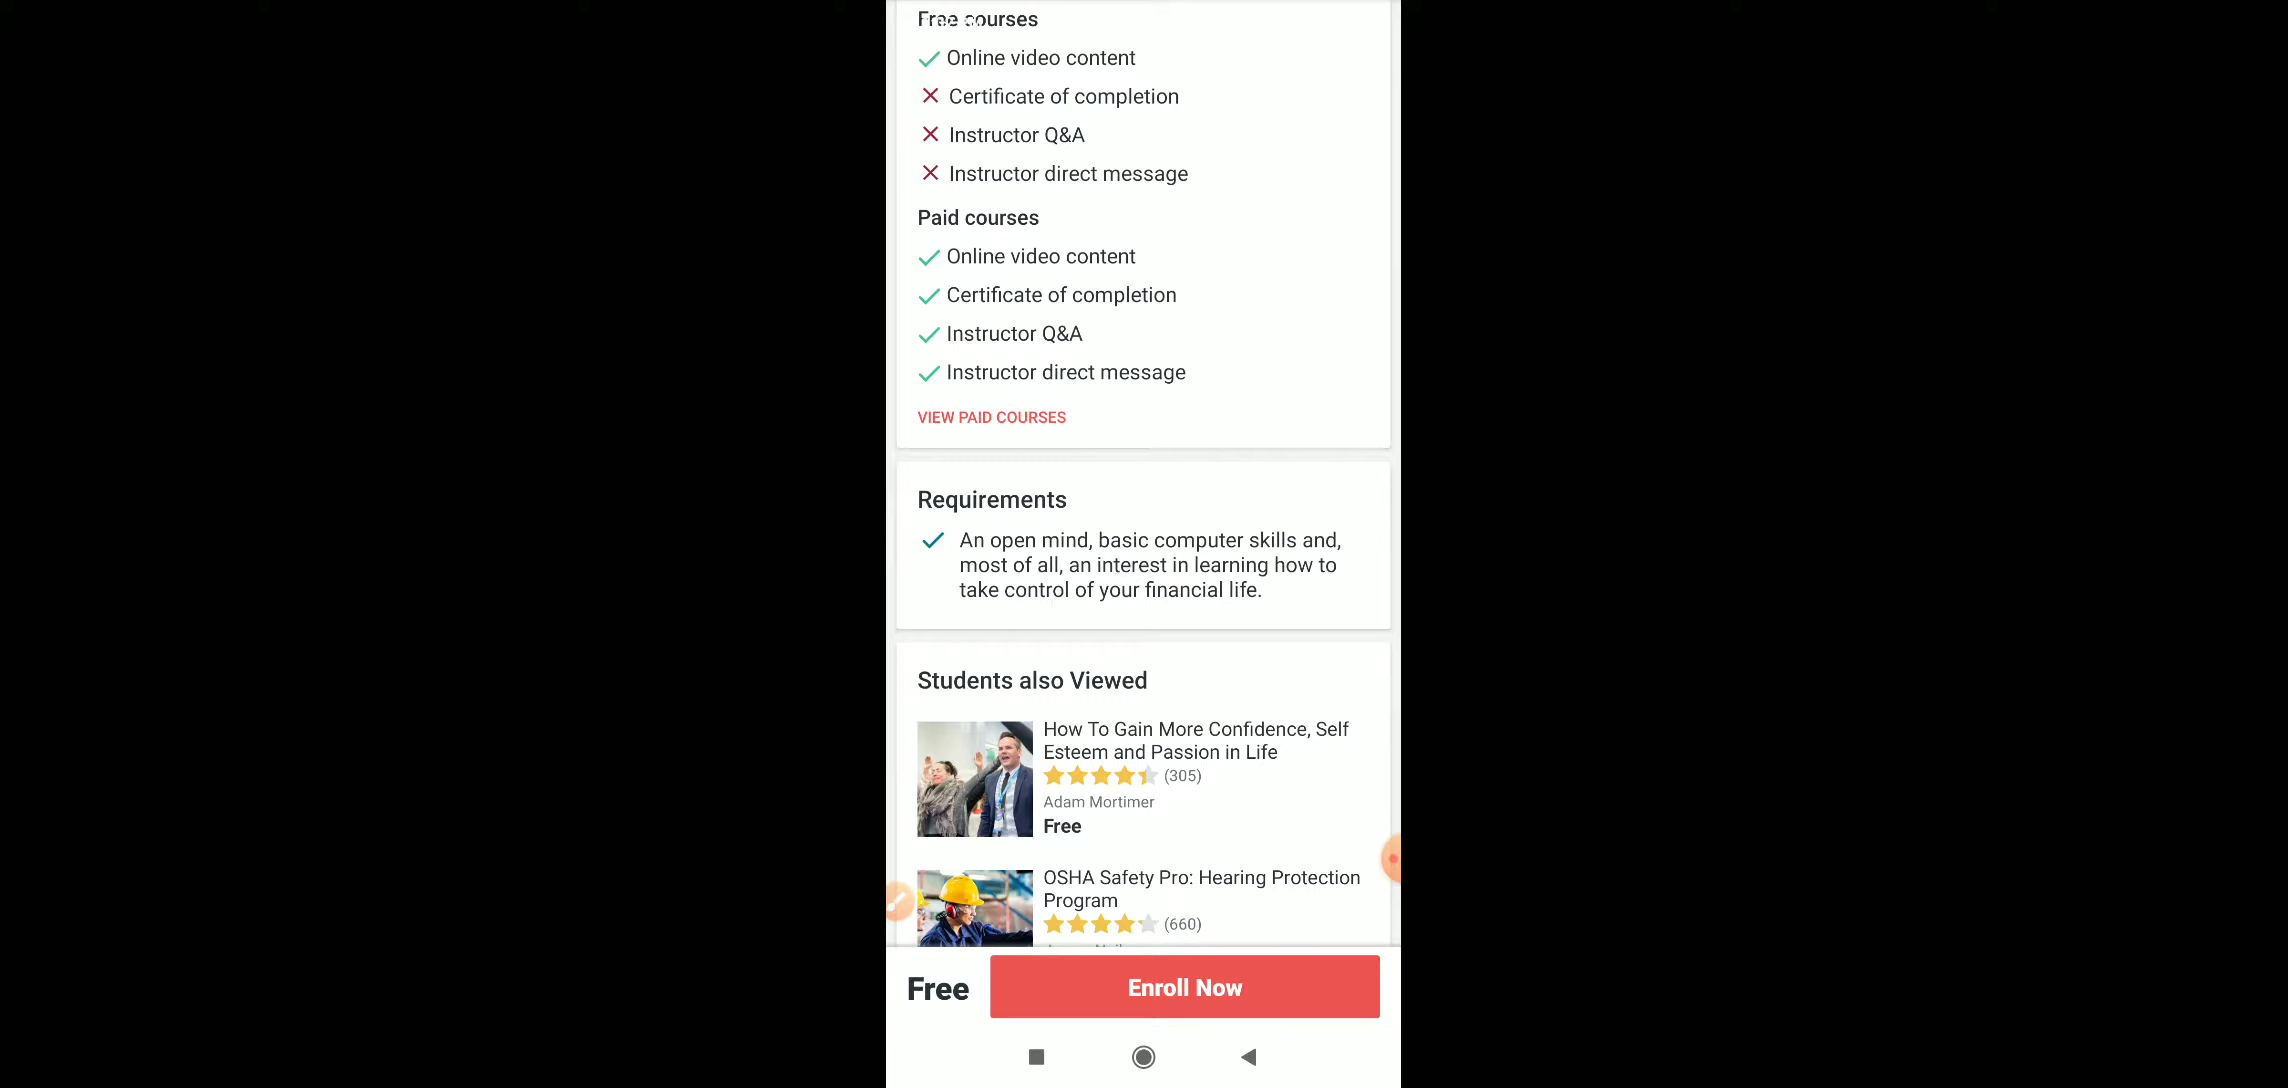 Free courses
Online video content
Certificate of completion
Instructor Q&A
Instructor direct message
Paid courses
Online video content
Certificate of completion
Instructor Q&A
Instructor direct message
VIEW PAID COURSES
Requirements
An open mind, basic computer skills and,
most of all, an interest in learning how to
take control of your financial life.
Students also Viewed
How To Gain More Confidence, Self
Esteem and Passion in Life
(305)
Adam Mortimer
Free
OSHA Safety Pro: Hearing Protection
Program
(660)
Free
Enroll Now